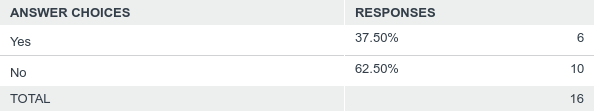 ANSWER CHOICES RESPONSES
Yes 37.50% 6
No 62.50% 10
TOTAL 16